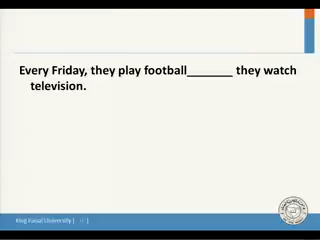 Every Friday, they play football_______ they watch
television.
King Faisal University [ ]